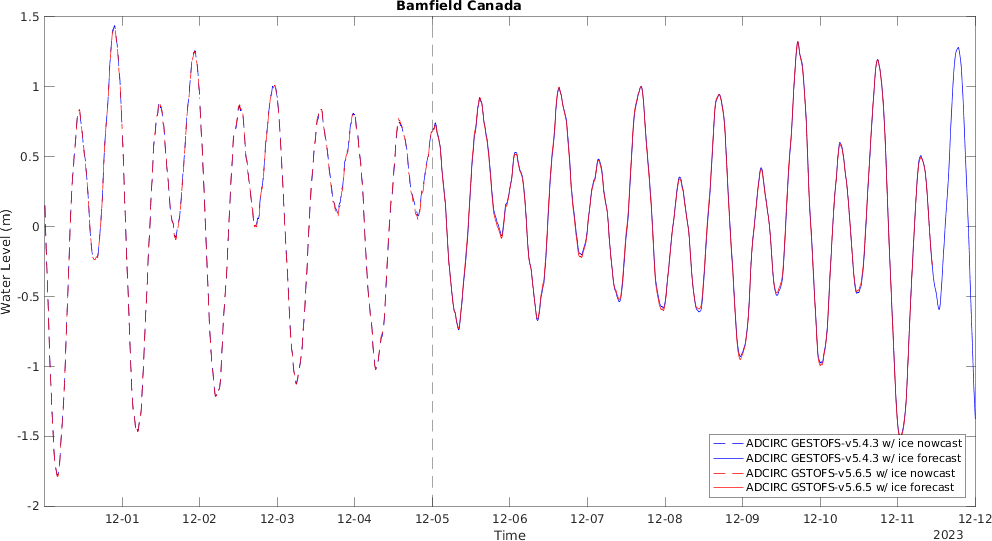 Bamfield Canada
1.5
1
0.5
0
-0.5
-1
-1.5
-2
Water Level (m)
12-01 12-02 12-03 12-04 12-05 12-06 12-07 12-08 12-09 12-10 12-11 12-12
Time
2023
ADCIRC GESTOFS-v5.4.3 w/ ice nowcast
ADCIRC GESTOFS-v5.4.3 w/ ice forecast
ADCIRC GSTOFS-v5.6.5 w/ ice nowcast
ADCIRC GSTOFS-v5.6.5 w/ ice forecast